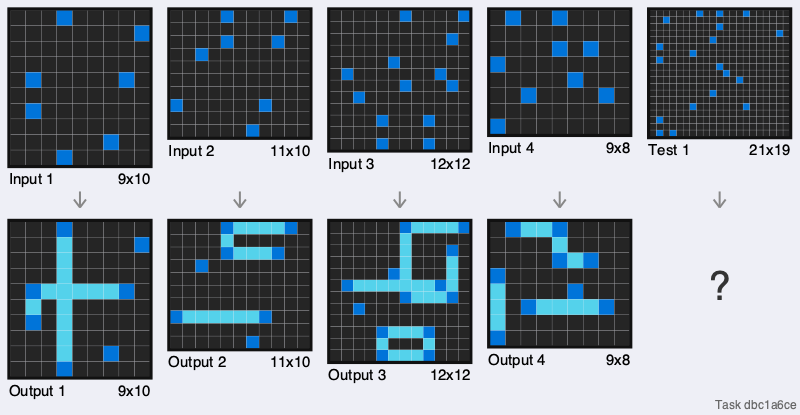 Input 1 9x10
Input 2 11x10
Input 3 12x12
Input 4 9x8
Test 1 21x19
?
Output 1 9x10
Output 2 11x10
Output 3 12x12
Output 4 9x8
Task dbc1a6ce